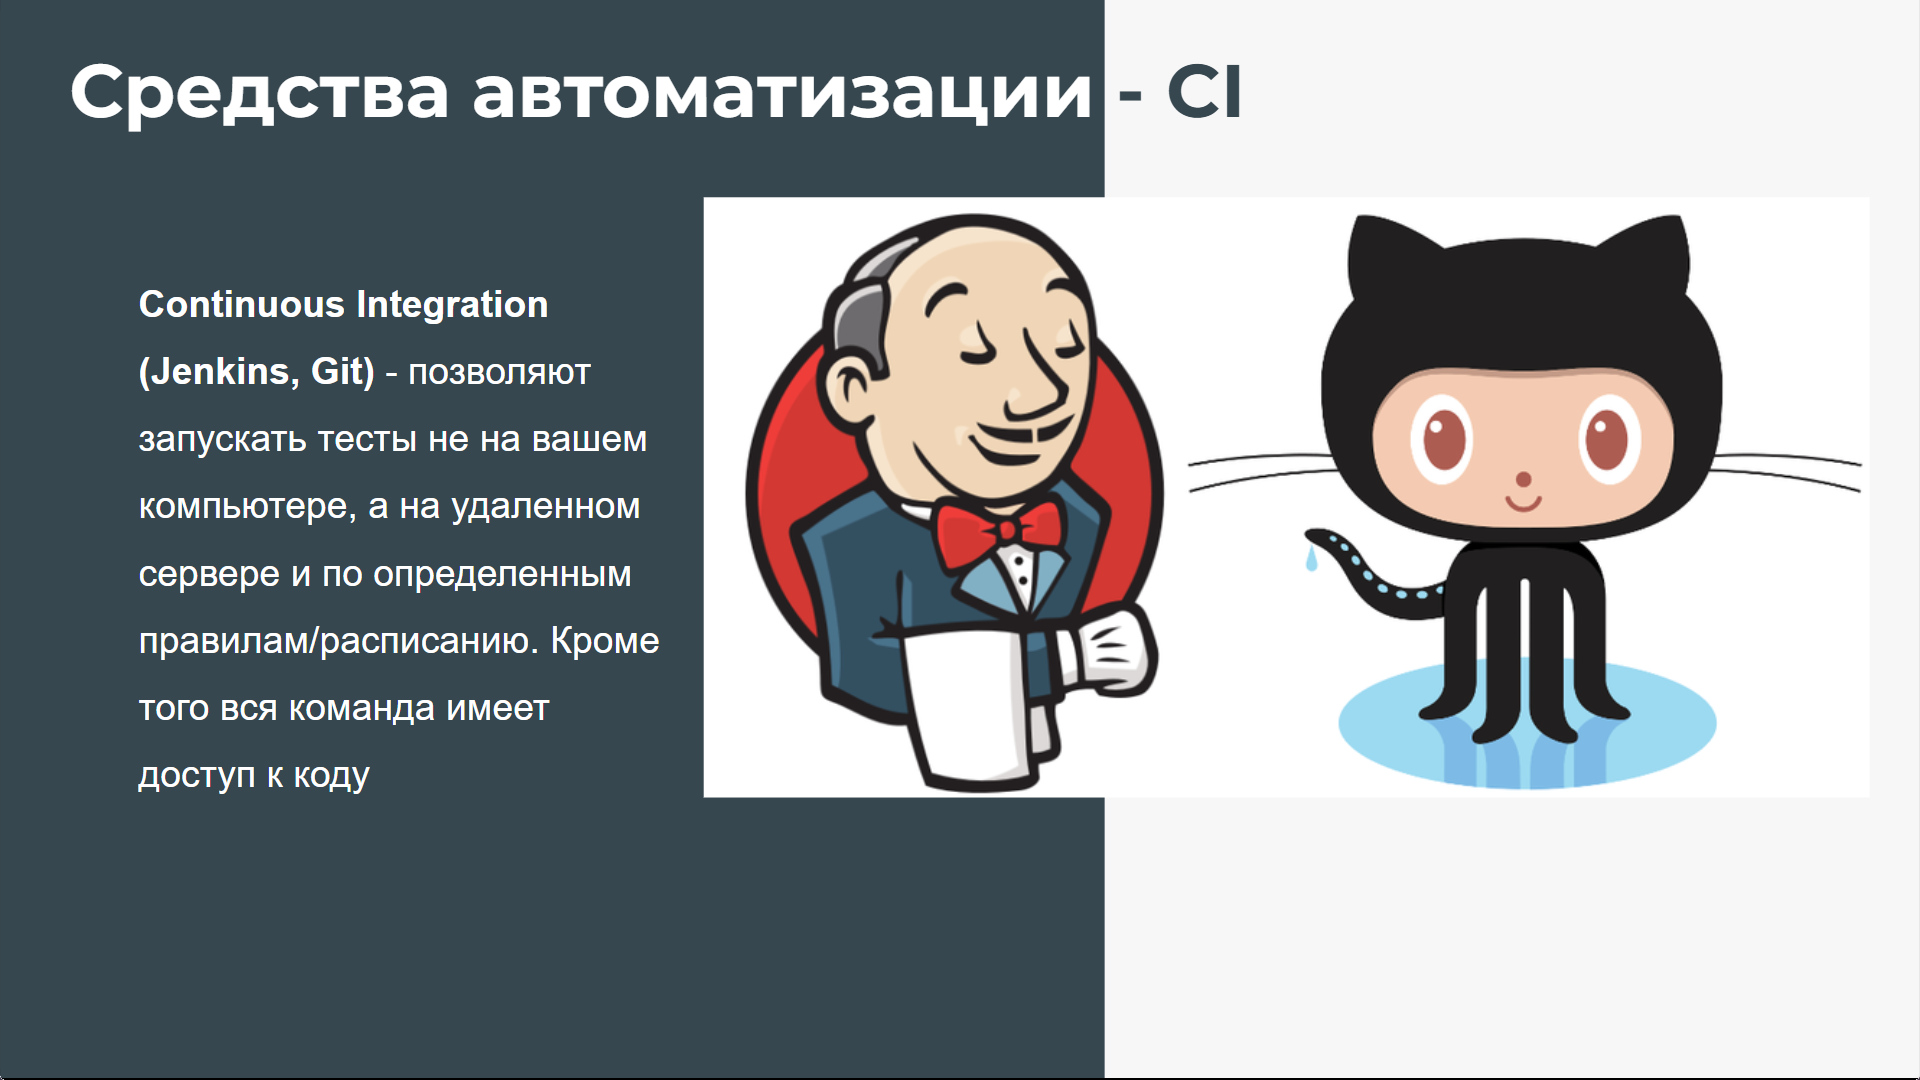 Средства автоматизации - CI
Continuous Integration
(Jenkins, Git) - позволяют
запускать тесты не на вашем
компьютере, а на удаленном
сервере и по определенным
правилам/расписанию. Кроме
того вся команда имеет
доступ к коду